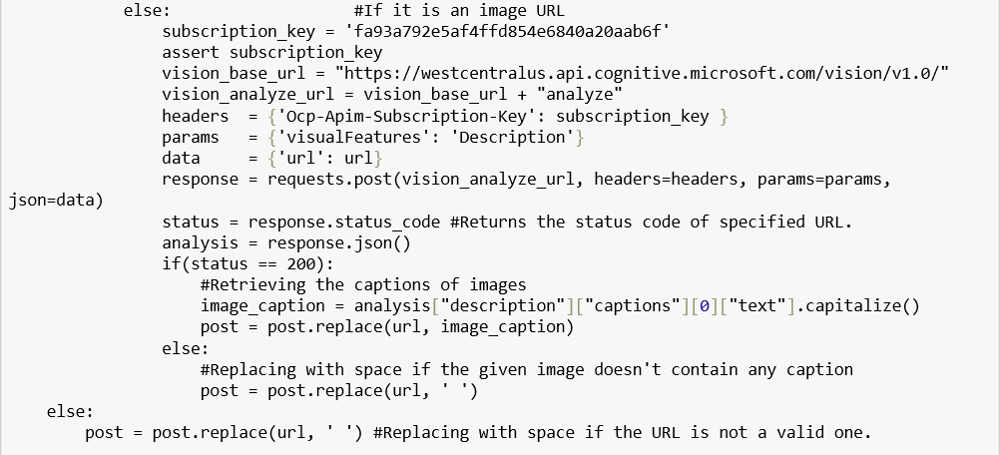 else:                   #If it is an image URL
subscription_key = 'fa93a792e5af4ffd854e6840a20aab6f'
assert subscription_key
vision_base_url = "https://westcentralus.api.cognitive.microsoft.com/vision/v1.0/"
vision_analyze_url = vision_base_url + "analyze"
headers  = {'Ocp-Apim-Subscription-Key': subscription_key }
params   = {'visualFeatures': 'Description'}
data     = {'url': url}
response = requests.post(vision_analyze_url, headers=headers, params=params,
json=data)
status = response.status_code #Returns the status code of specified URL.
analysis = response.json()
if(status == 200):
#Retrieving the captions of images
image_caption = analysis["description"]["captions"][0]["text"].capitalize()
post = post.replace(url, image_caption)
else:
#Replacing with space if the given image doesn't contain any caption
post = post.replace(url, ' ')
else:
post = post.replace(url, ' ') #Replacing with space if the URL is not a valid one.